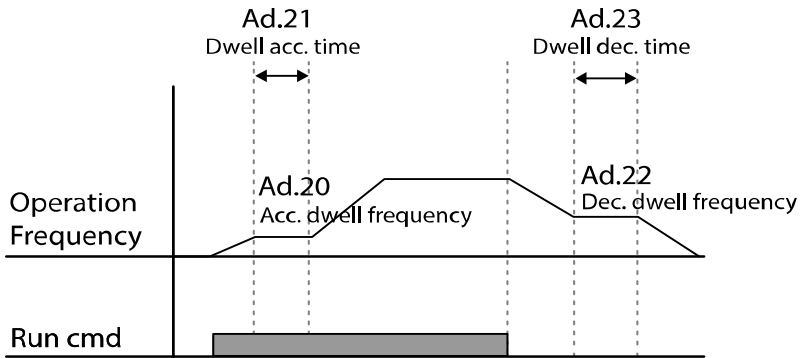 Ad.21
Dwell acc. time
Ad.23
Dwell dec. time
Ad.20
Acc. dwell frequency
Ad.22
Dec. dwell frequency
Operation
Frequency
Run cmd